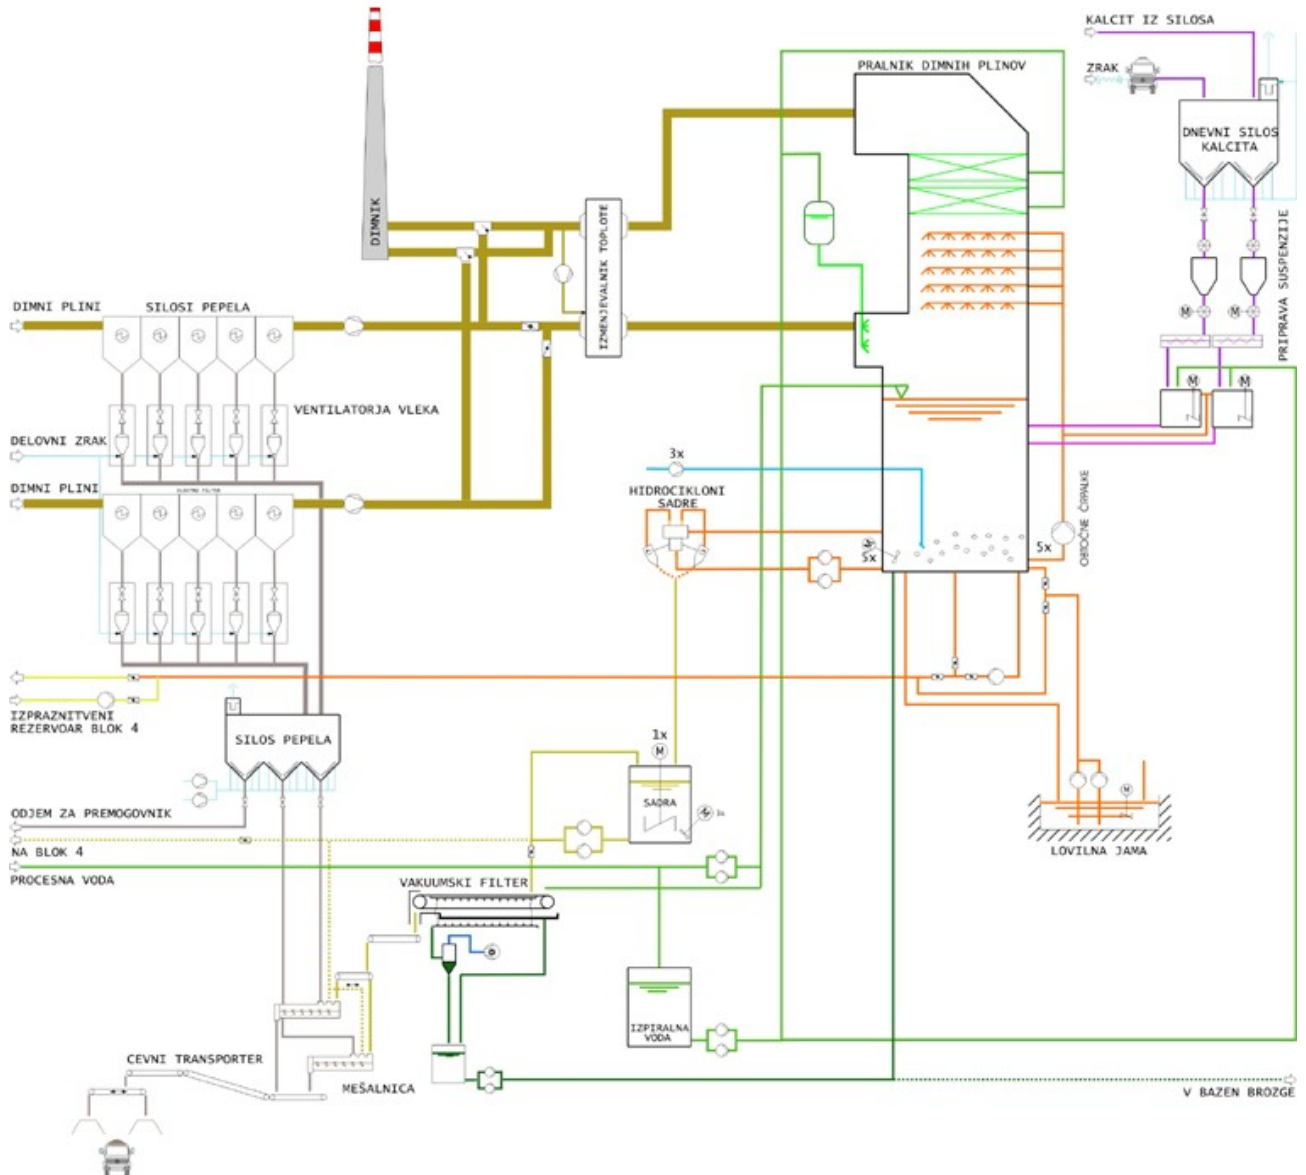 KALCIT IZ SILOSA
PRALNIK DIMNIH PLINOV
ZRAK
DNEVNI SILOS
KALCITA
DIMNIK
IZMENJEVALNIK TOPLOTE
PRIPRAVA SUSPENZIJE
DIMNI PLINI
SILOSI PEPELA
M
M
M
M
VENTILATORJA VLEKA
DELOVNI ZRAK
3x
DIMNI PLINI
HIDROCIKLONI
SADRE
OBTOČNE ČRPALKE
5x
5x
IZPRAZNITVENI
REZERVOAR BLOK 4
SILOS PEPELA
1x
M
SADRA
3x
M
ODJEM ZA PREMOGOVNIK
NA BLOK 4
LOVILNA JAMA
PROCESNA VODA
VAKUUMSKI FILTER
IZPIRALNA
VODA
CEVNI TRANSPORTER
MEŠALNICA
V BAZEN BROZGE